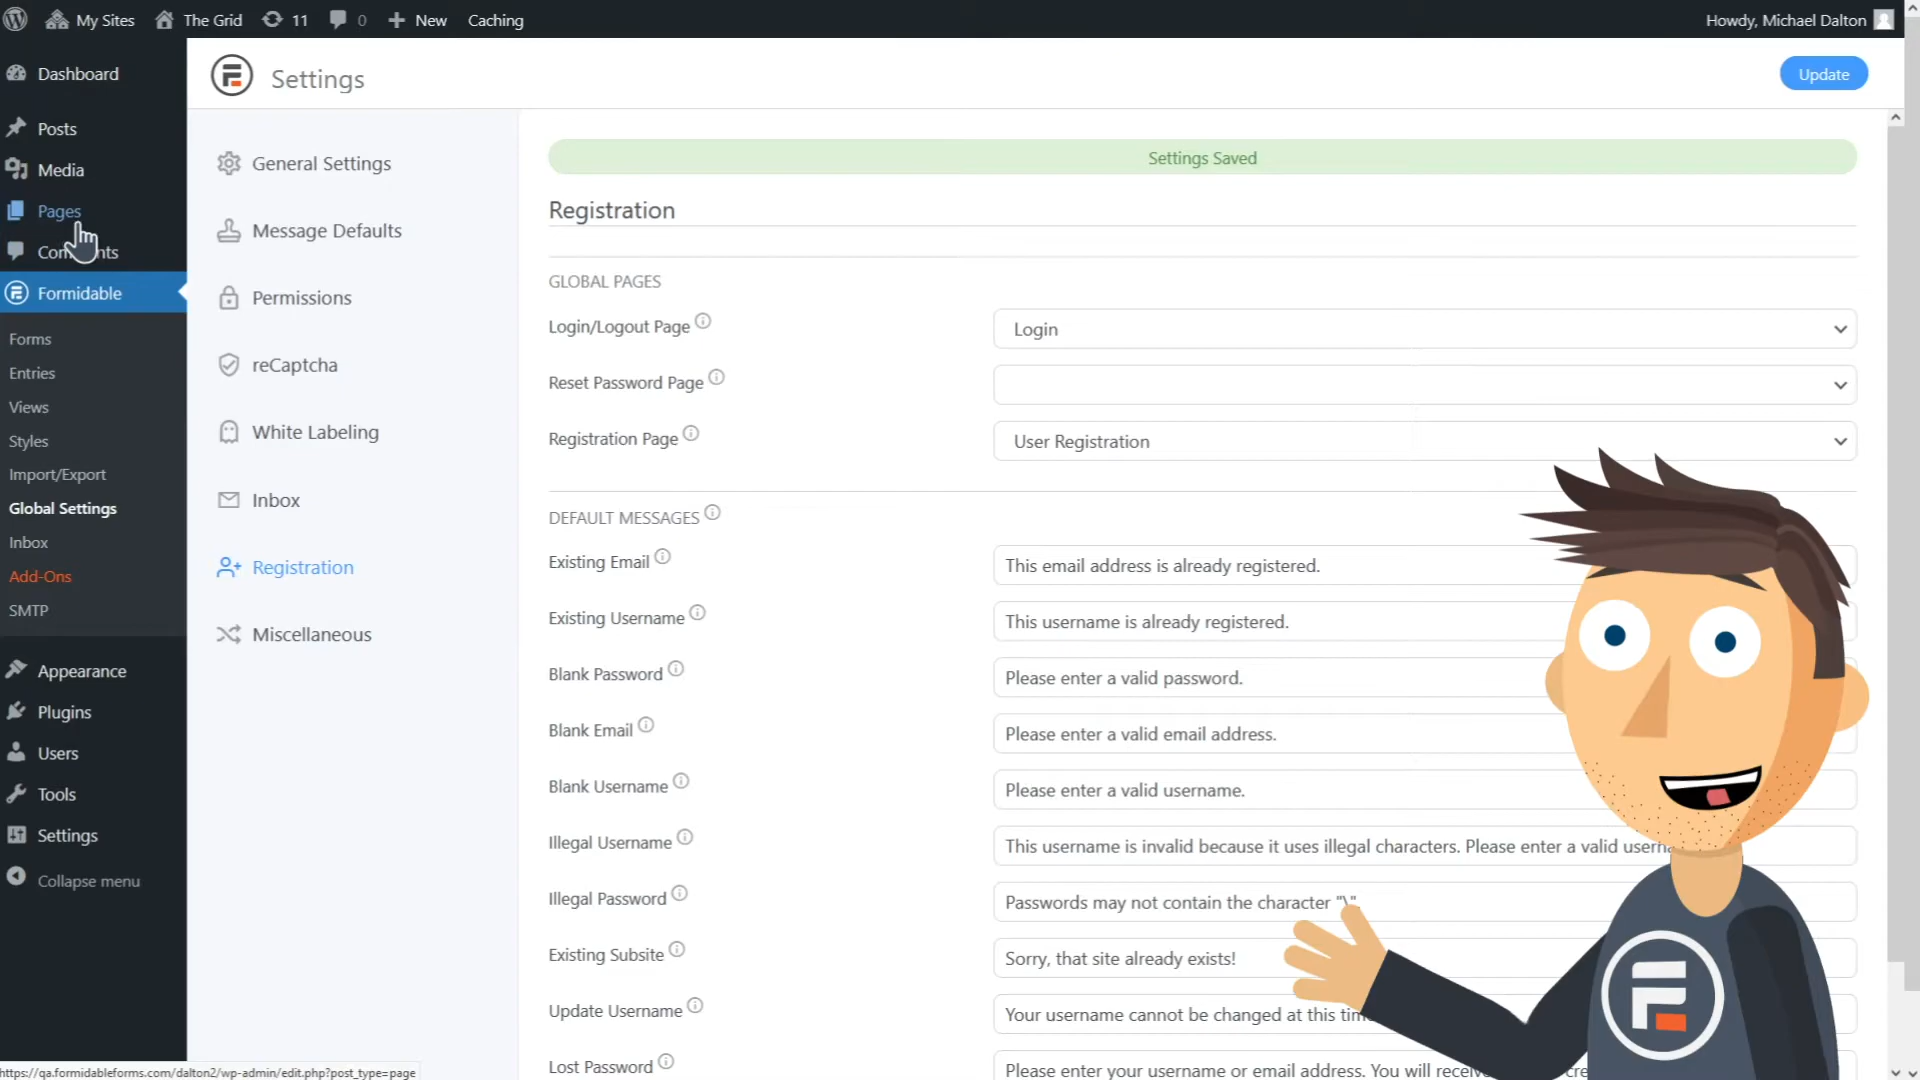 My Sites
The Grid
11
0
New
Caching
Howdy, Michael Dalton
Dashboard
Posts
Media
Pages
Formidable
Forms
Entries
Views
Styles
Import/Export
Global Settings
Inbox
Add-Ons
SMTP
Appearance
Plugins
Users
Tools
Settings
Collapse menu
Settings
Update
General Settings
Message Defaults
Permissions
reCaptcha
White Labeling
Inbox
Registration
Miscellaneous
Settings Saved
Registration
GLOBAL PAGES
Login/Logout Page
Login
Reset Password Page
Registration Page
User Registration
DEFAULT MESSAGES
Existing Email
This email address is already registered.
Existing Username
This username is already registered.
Blank Password
Please enter a valid password.
Blank Email
Please enter a valid email address.
Blank Username
Please enter a valid username.
Illegal Username
This username is invalid because it uses illegal characters. Please enter a valid
Illegal Password
Passwords may not contain the character "\"
Existing Subsite
Sorry, that site already exists!
Update Username
Your username cannot be changed at this
Lost Password
Please enter your username or email address. You will
https://qa.formidableforms.com/dalton2/wp-admin/edit.php?post_type=page